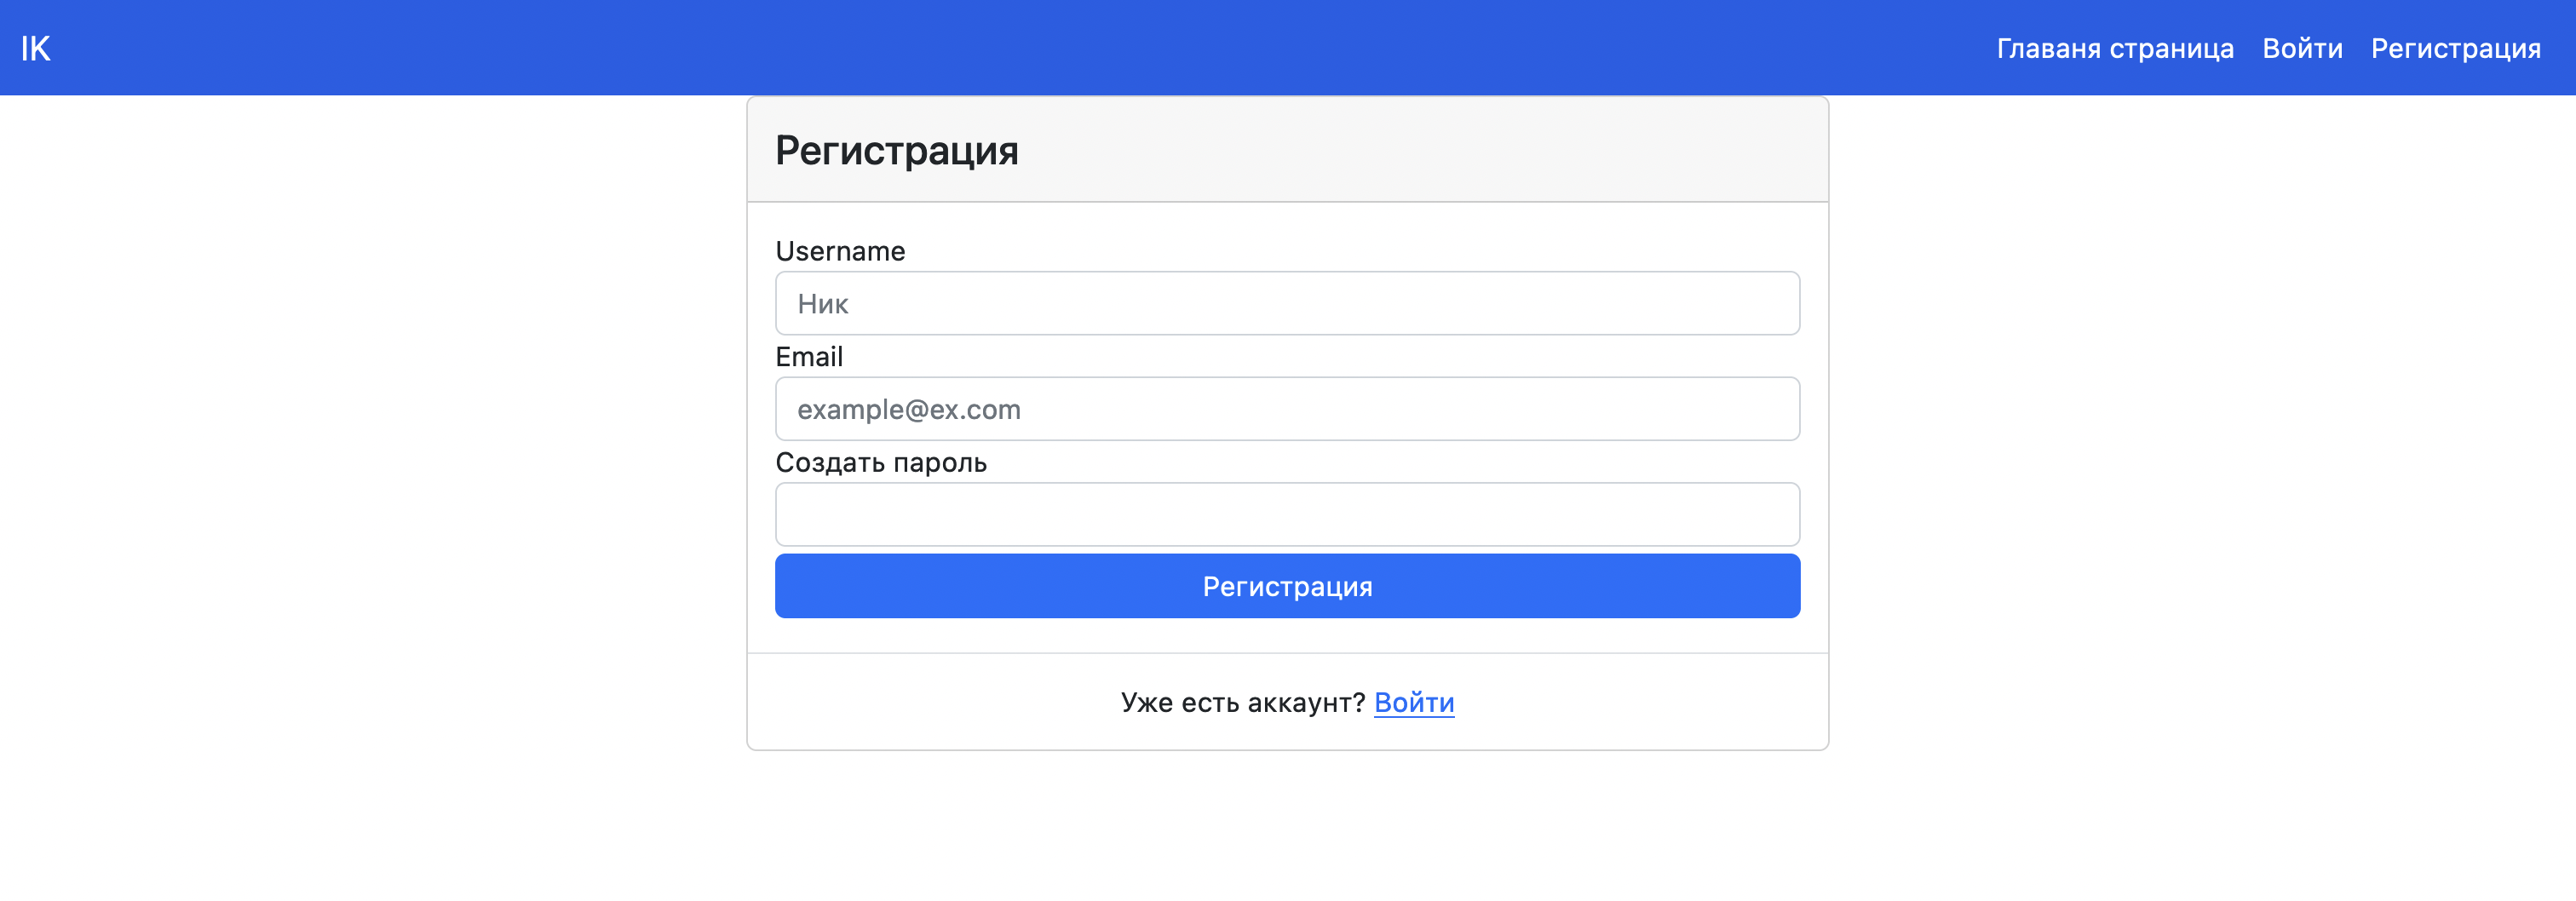 IK
Главаня страница Войти Регистрация
Регистрация
Username
Ник
Email
example@ex.com
Создать пароль
Регистрация
Уже есть аккаунт? Войти